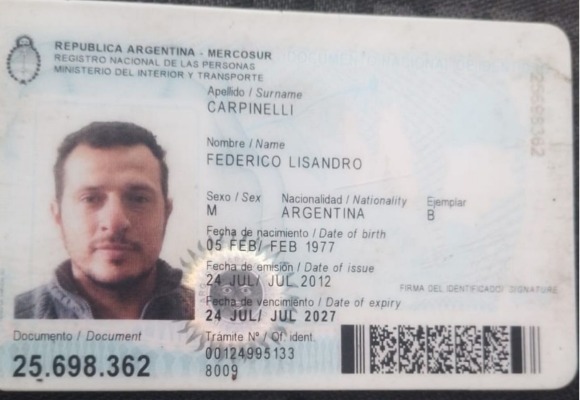 REPUBLICA ARGENTINA - MERCOSUR
REGISTRO NACIONAL DE LAS PERSONAS
MINISTERIO DEL INTERIOR Y TRANSPORTE
Apellido / Surname
CARPINELLI
Nombre / Name
FEDERICO LISANDRO
Sexo / Sex Nacionalidad / Nationality Ejemplar
M ARGENTINA B
Fecha de nacimiento / Date of birth
05 FEB/ FEB 1977
Fecha de emisión / Date of issue
24 JUL/ JUL 2012
FIRMA DEL IDENTIFICADO/ SIGNATURE
Fecha de vencimiento / Date of expiry
24 JUL/ JUL 2027
Documento / Document Trámite Nº / Of. ident.
25.698.362 00124995133
8009